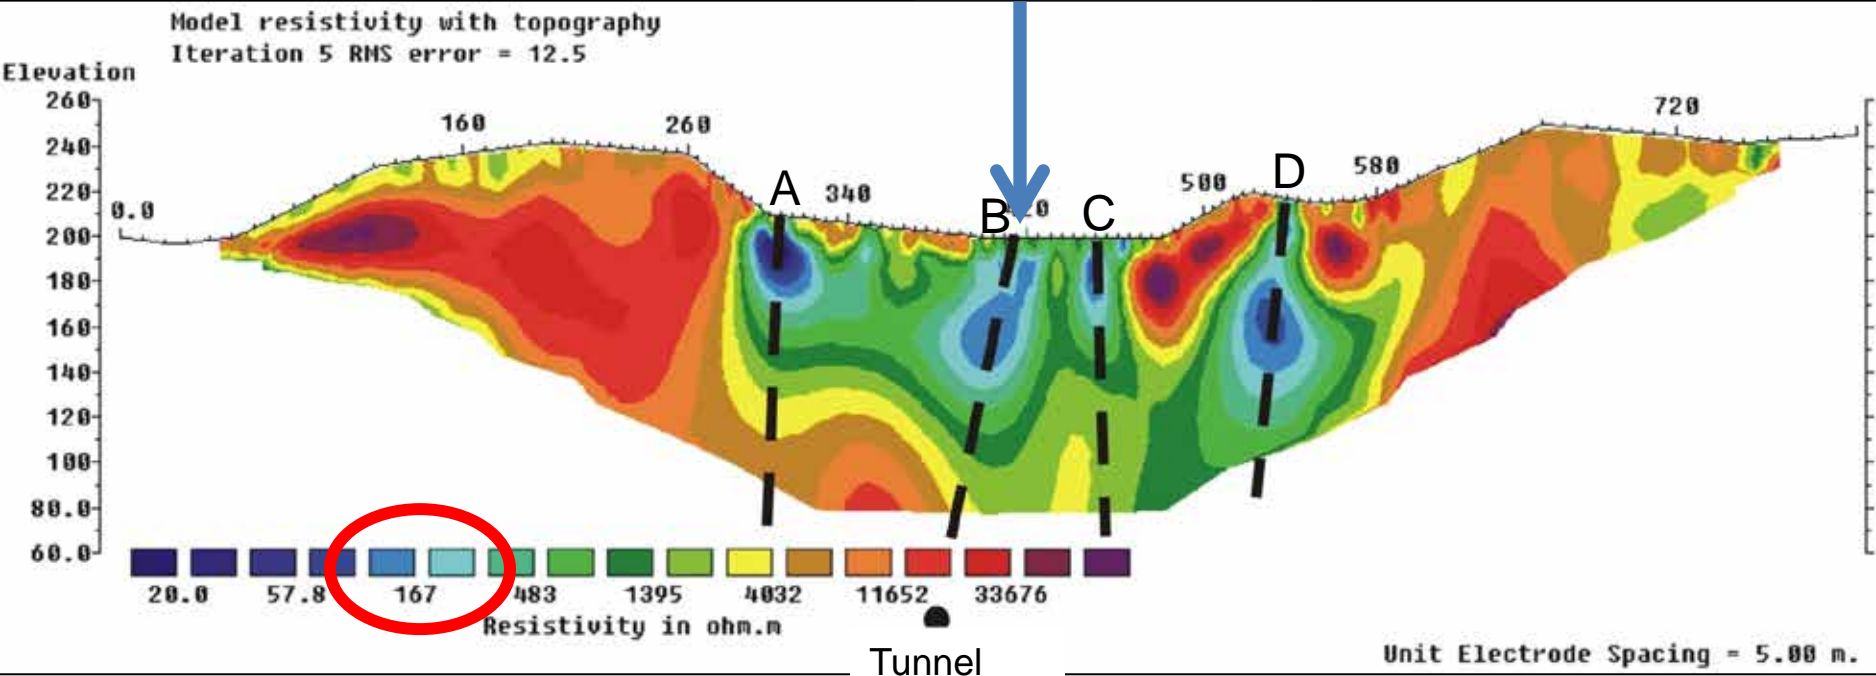 Model resistivity with topography
Iteration 5 RMS error = 12.5
Elevation
260
240
220
200
180
160
140
120
100
80.0
60.0
0.0
160
260
A
340
B
20
C
500
D
580
720
20.0 57.8 167 483 1395 4032 11652 33676
Resistivity in ohm.m
Tunnel
Unit Electrode Spacing = 5.00 m.